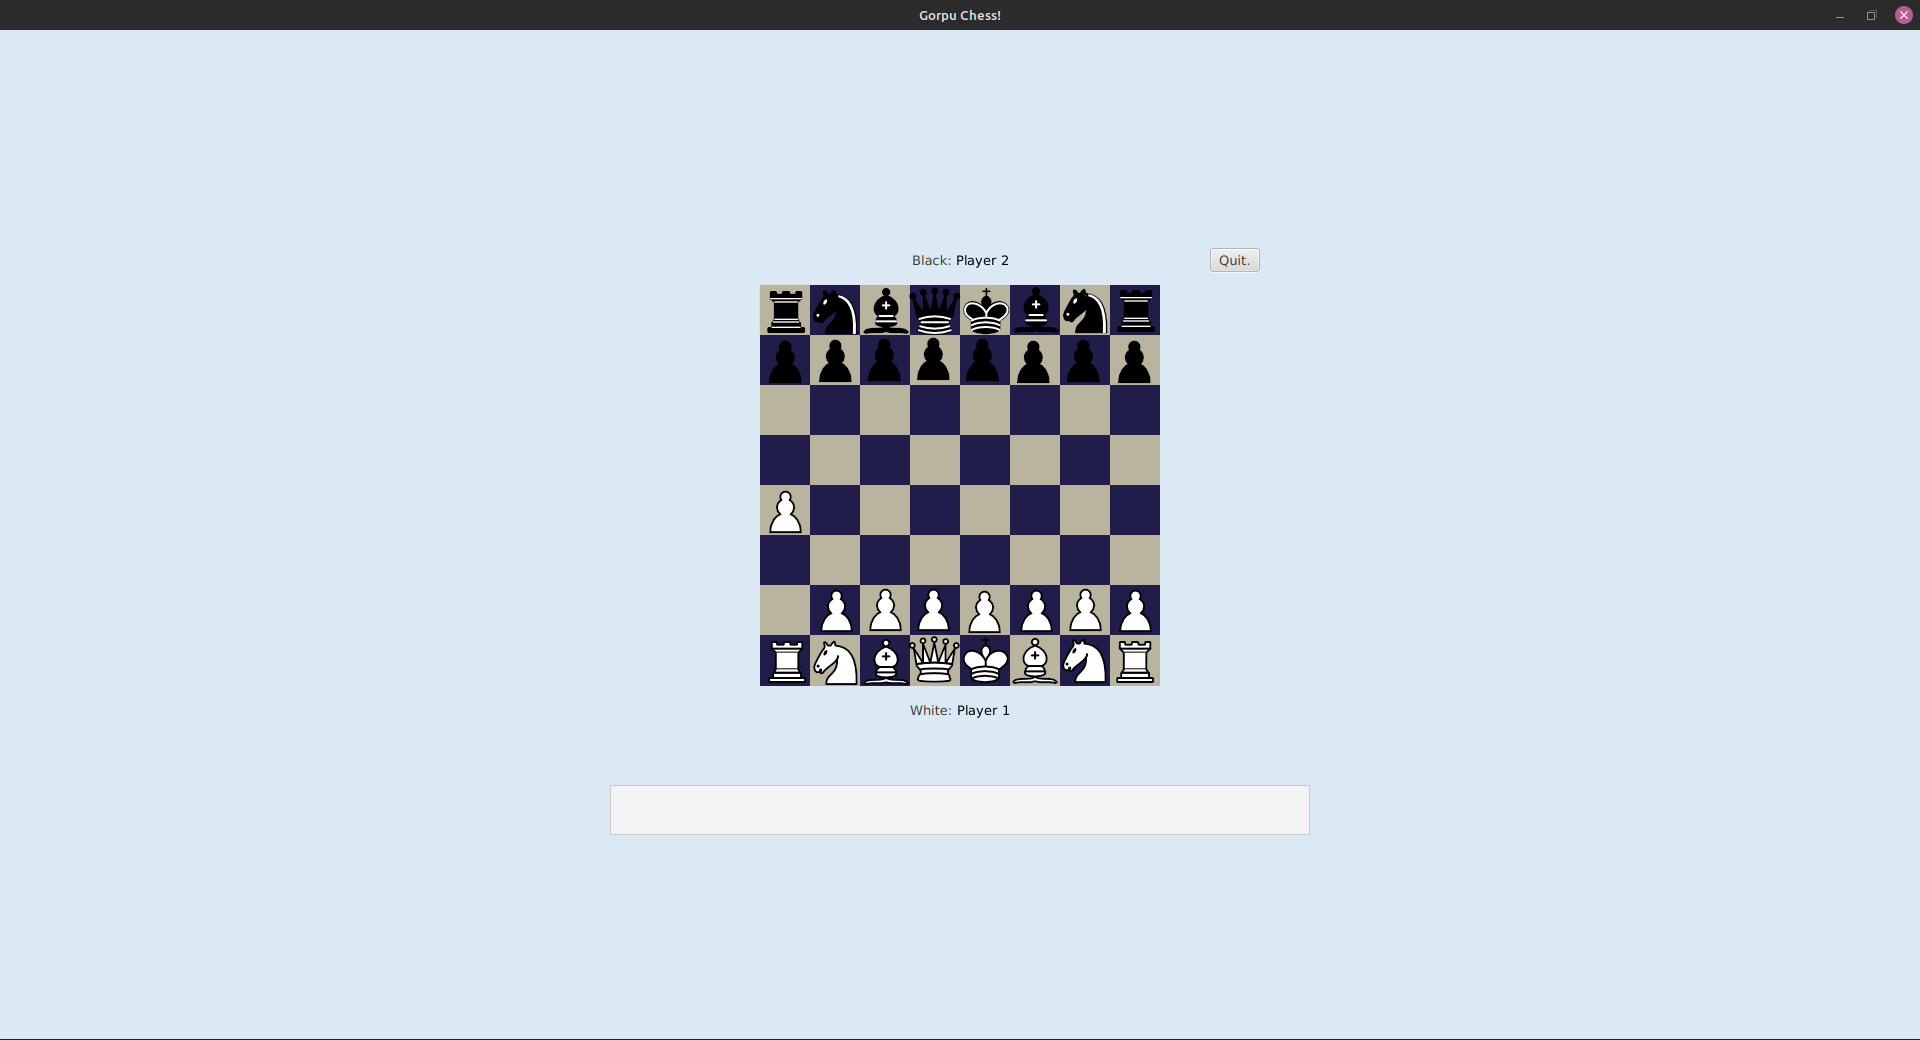 Gorpu Chess!
Black: Player 2
Quit.
White: Player 1